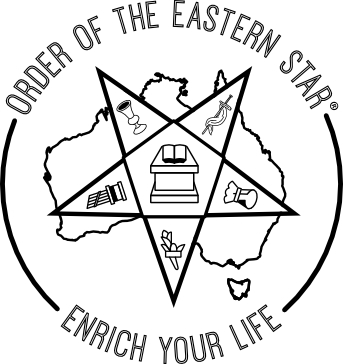 ORDER OF THE EASTERN STAR®
ENRICH YOUR LIFE